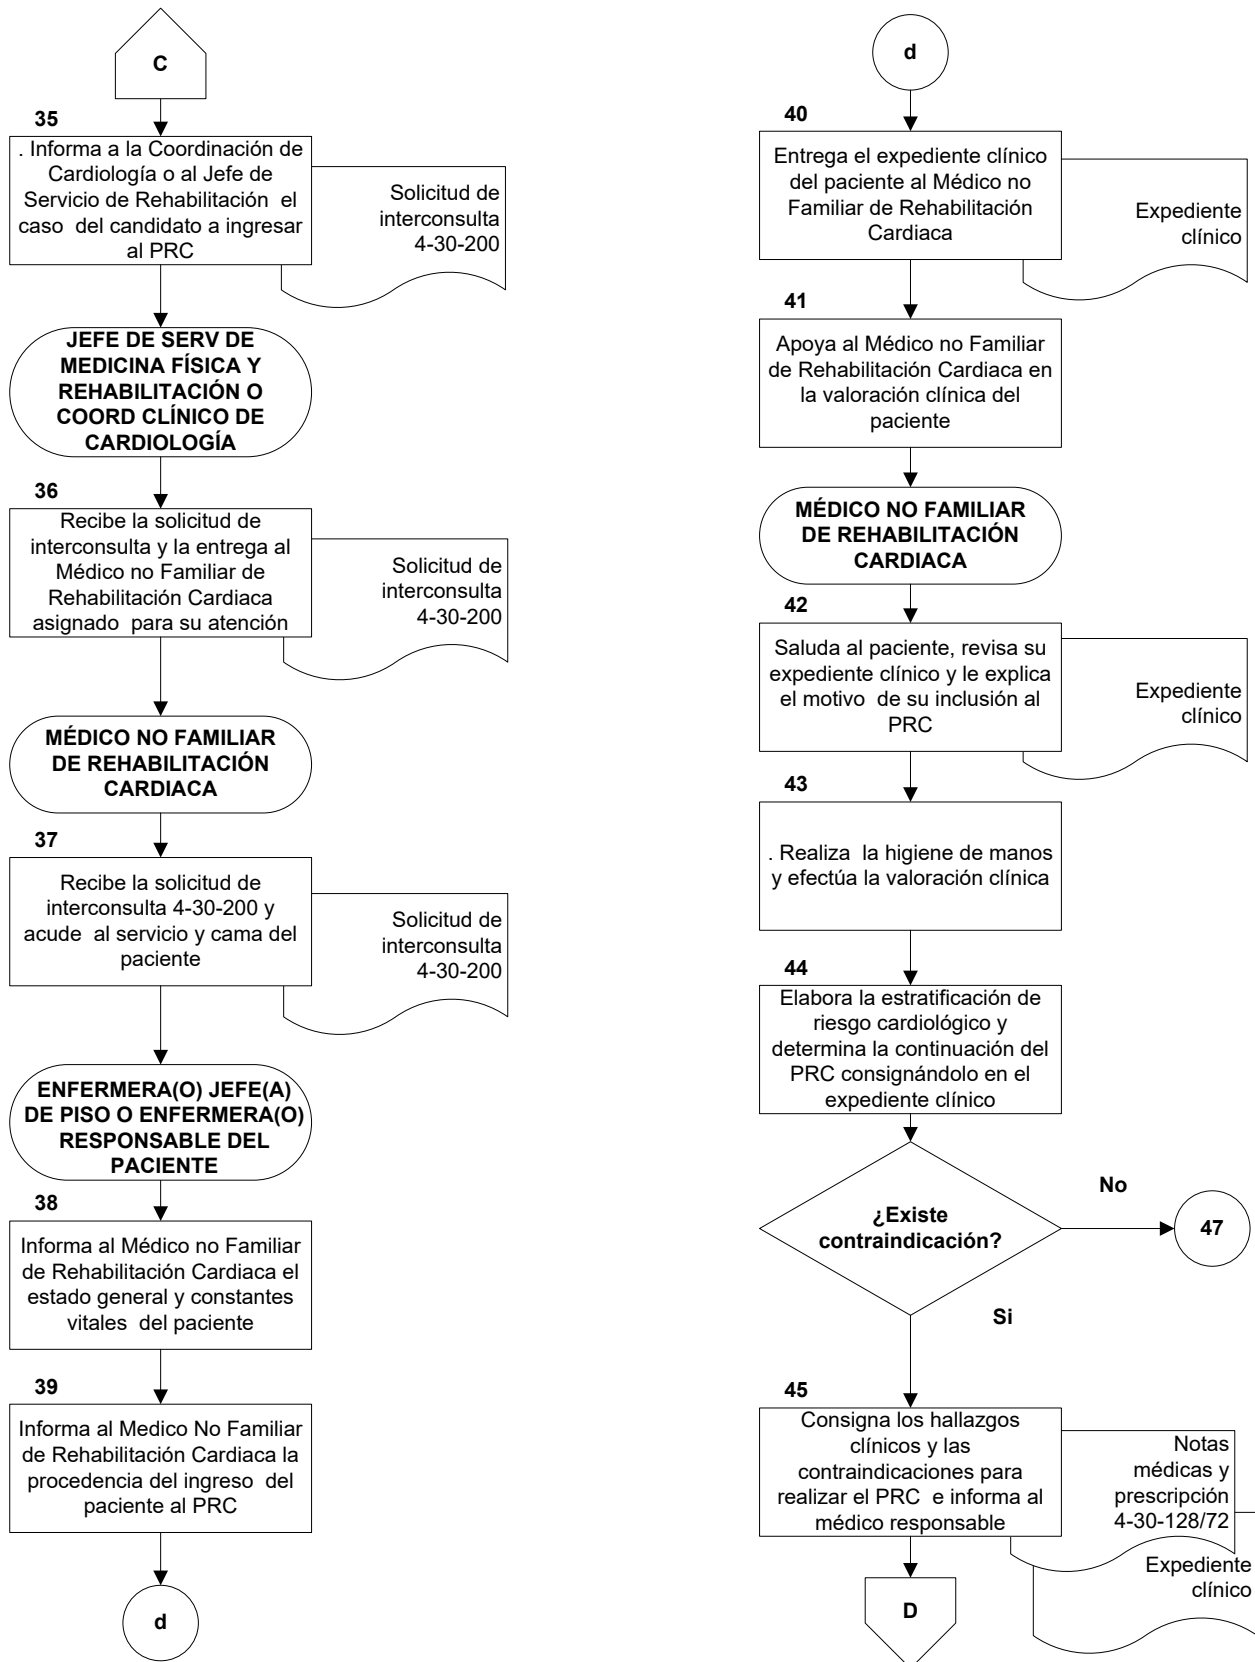 C
35
. Informa a la Coordinación de
Cardiología o al Jefe de
Servicio de Rehabilitación el
caso del candidato a ingresar
al PRC
Solicitud de
interconsulta
4-30-200
JEFE DE SERV DE
MEDICINA FÍSICA Y
REHABILITACIÓN O
COORD CLÍNICO DE
CARDIOLOGÍA
36
Recibe la solicitud de
interconsulta y la entrega al
Médico no Familiar de
Rehabilitación Cardiaca
asignado para su atención
Solicitud de
interconsulta
4-30-200
MÉDICO NO FAMILIAR
DE REHABILITACIÓN
CARDIACA
37
Recibe la solicitud de
interconsulta 4-30-200 y
acude al servicio y cama del
paciente
Solicitud de
interconsulta
4-30-200
ENFERMERA(O) JEFE(A)
DE PISO O ENFERMERA(O)
RESPONSABLE DEL
PACIENTE
38
Informa al Médico no Familiar
de Rehabilitación Cardiaca el
estado general y constantes
vitales del paciente
39
Informa al Medico No Familiar
de Rehabilitación Cardiaca la
procedencia del ingreso del
paciente al PRC
d
d
40
Entrega el expediente clínico
del paciente al Médico no
Familiar de Rehabilitación
Cardiaca
Expediente
clínico
41
Apoya al Médico no Familiar
de Rehabilitación Cardiaca en
la valoración clínica del
paciente
MÉDICO NO FAMILIAR
DE REHABILITACIÓN
CARDIACA
42
Saluda al paciente, revisa su
expediente clínico y le explica
el motivo de su inclusión al
PRC
Expediente
clínico
43
. Realiza la higiene de manos
y efectúa la valoración clínica
44
Elabora la estratificación de
riesgo cardiológico y
determina la continuación del
PRC consignándolo en el
expediente clínico
¿Existe
contraindicación?
No
47
Si
45
Consigna los hallazgos
clínicos y las
contraindicaciones para
realizar el PRC e informa al
médico responsable
Notas
médicas y
prescripción
4-30-128/72
Expediente
clínico
D